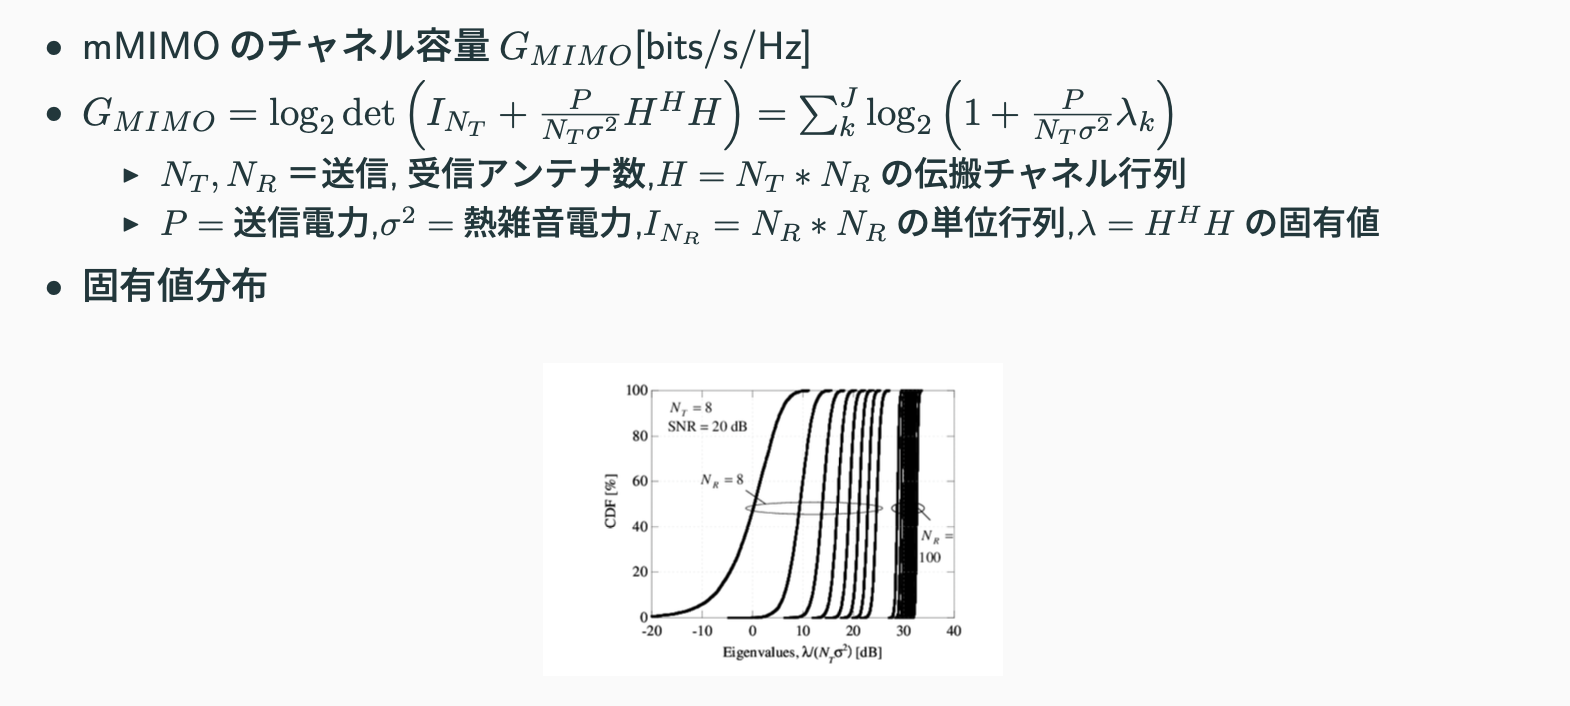 • mMIMO のチャネル容量 $G_{MIMO}$[bits/s/Hz]
• $G_{MIMO} = \log_2 \det \left( I_{N_T} + \frac{P}{N_T \sigma^2} H^H H \right) = \sum_k^J \log_2 \left( 1 + \frac{P}{N_T \sigma^2} \lambda_k \right)$
▸ $N_T, N_R$ ＝送信, 受信アンテナ数,$H = N_T * N_R$ の伝搬チャネル行列
▸ $P =$ 送信電力,$\sigma^2 =$ 熱雑音電力,$I_{N_R} = N_R * N_R$ の単位行列,$\lambda = H^H H$ の固有値
• 固有値分布
100
80
60
40
20
0
CDF [%]
$N_T = 8$
SNR = 20 dB
$N_R = 8$
$N_R =$
100
-20 -10 0 10 20 30 40
Eigenvalues, $\lambda/(N_T \sigma^2)$ [dB]